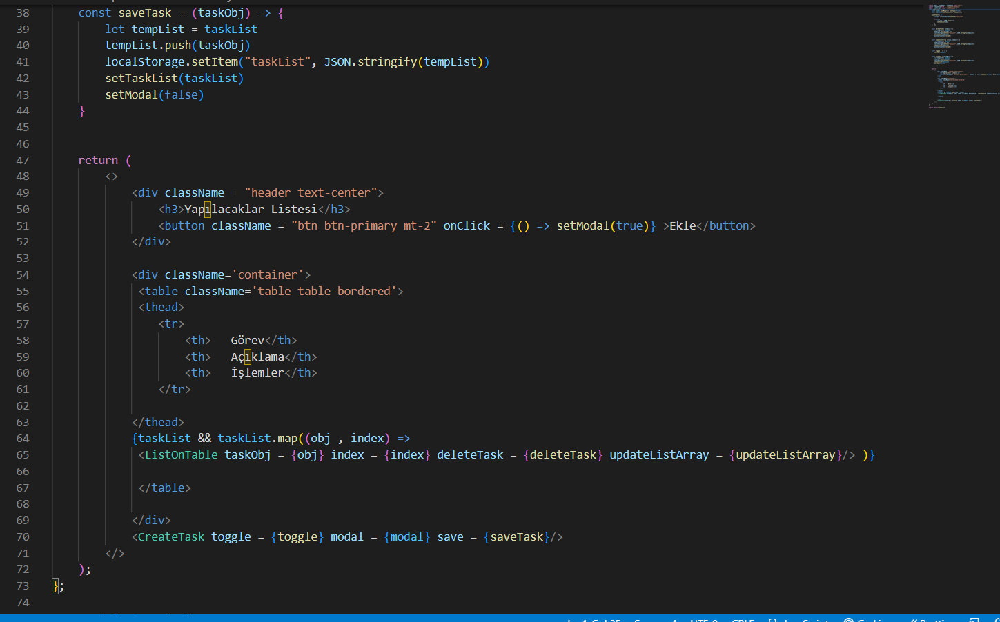 38 const saveTask = (taskObj) => {
39 let tempList = taskList
40 tempList.push(taskObj)
41 localStorage.setItem("taskList", JSON.stringify(tempList))
42 setTaskList(taskList)
43 setModal(false)
44 }
45
46
47 return (
48 <>
49 <div className = "header text-center">
50 <h3>Yapılacaklar Listesi</h3>
51 <button className = "btn btn-primary mt-2" onClick = {() => setModal(true)} >Ekle</button>
52 </div>
53
54 <div className='container'>
55 <table className='table table-bordered'>
56 <thead>
57 <tr>
58 <th>   Görev</th>
59 <th>   Açıklama</th>
60 <th>   İşlemler</th>
61 </tr>
62
63 </thead>
64 {taskList && taskList.map((obj , index) =>
65 <ListOnTable taskObj = {obj} index = {index} deleteTask = {deleteTask} updateListArray = {updateListArray}/> )}
66
67 </table>
68
69 </div>
70 <CreateTask toggle = {toggle} modal = {modal} save = {saveTask}/>
71 </>
72 );
73 };
74